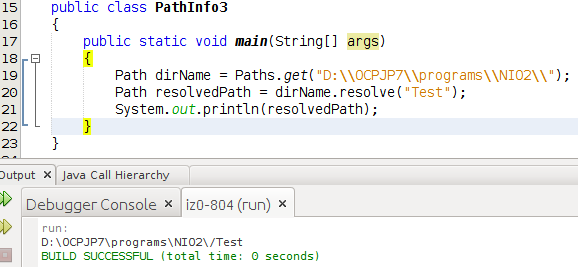 15 public class PathInfo3
16 {
17 public static void main(String[] args)
18 {
19 Path dirName = Paths.get("D:\\OCPJP7\\programs\\NIO2\\");
20 Path resolvedPath = dirName.resolve("Test");
21 System.out.println(resolvedPath);
22 }
23 }
Output × Java Call Hierarchy
Debugger Console × iz0-804 (run) ×
run:
D:\OCPJP7\programs\NIO2\/Test
BUILD SUCCESSFUL (total time: 0 seconds)